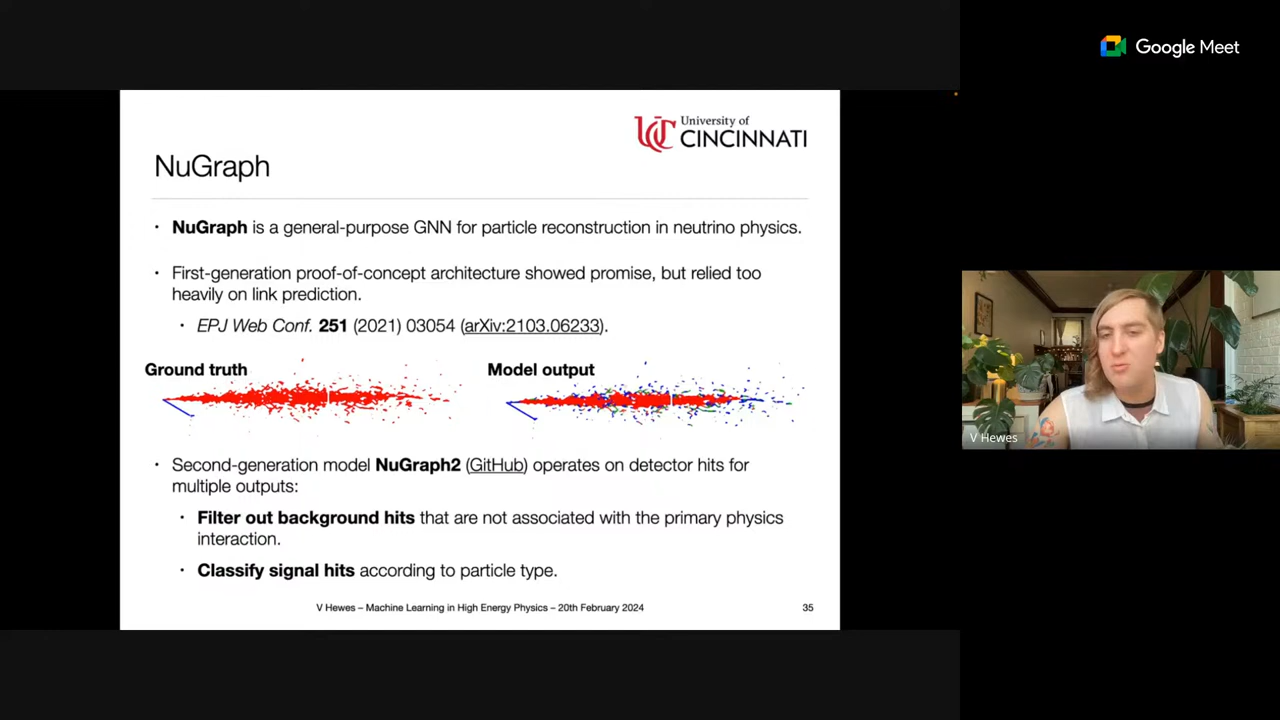 Google Meet
University of
CINCINNATI
NuGraph
• NuGraph is a general-purpose GNN for particle reconstruction in neutrino physics.
• First-generation proof-of-concept architecture showed promise, but relied too
heavily on link prediction.
• EPJ Web Conf. 251 (2021) 03054 (arXiv:2103.06233).
Ground truth
Model output
• Second-generation model NuGraph2 (GitHub) operates on detector hits for
multiple outputs:
• Filter out background hits that are not associated with the primary physics
interaction.
• Classify signal hits according to particle type.
V Hewes – Machine Learning in High Energy Physics – 20th February 2024
35
V Hewes